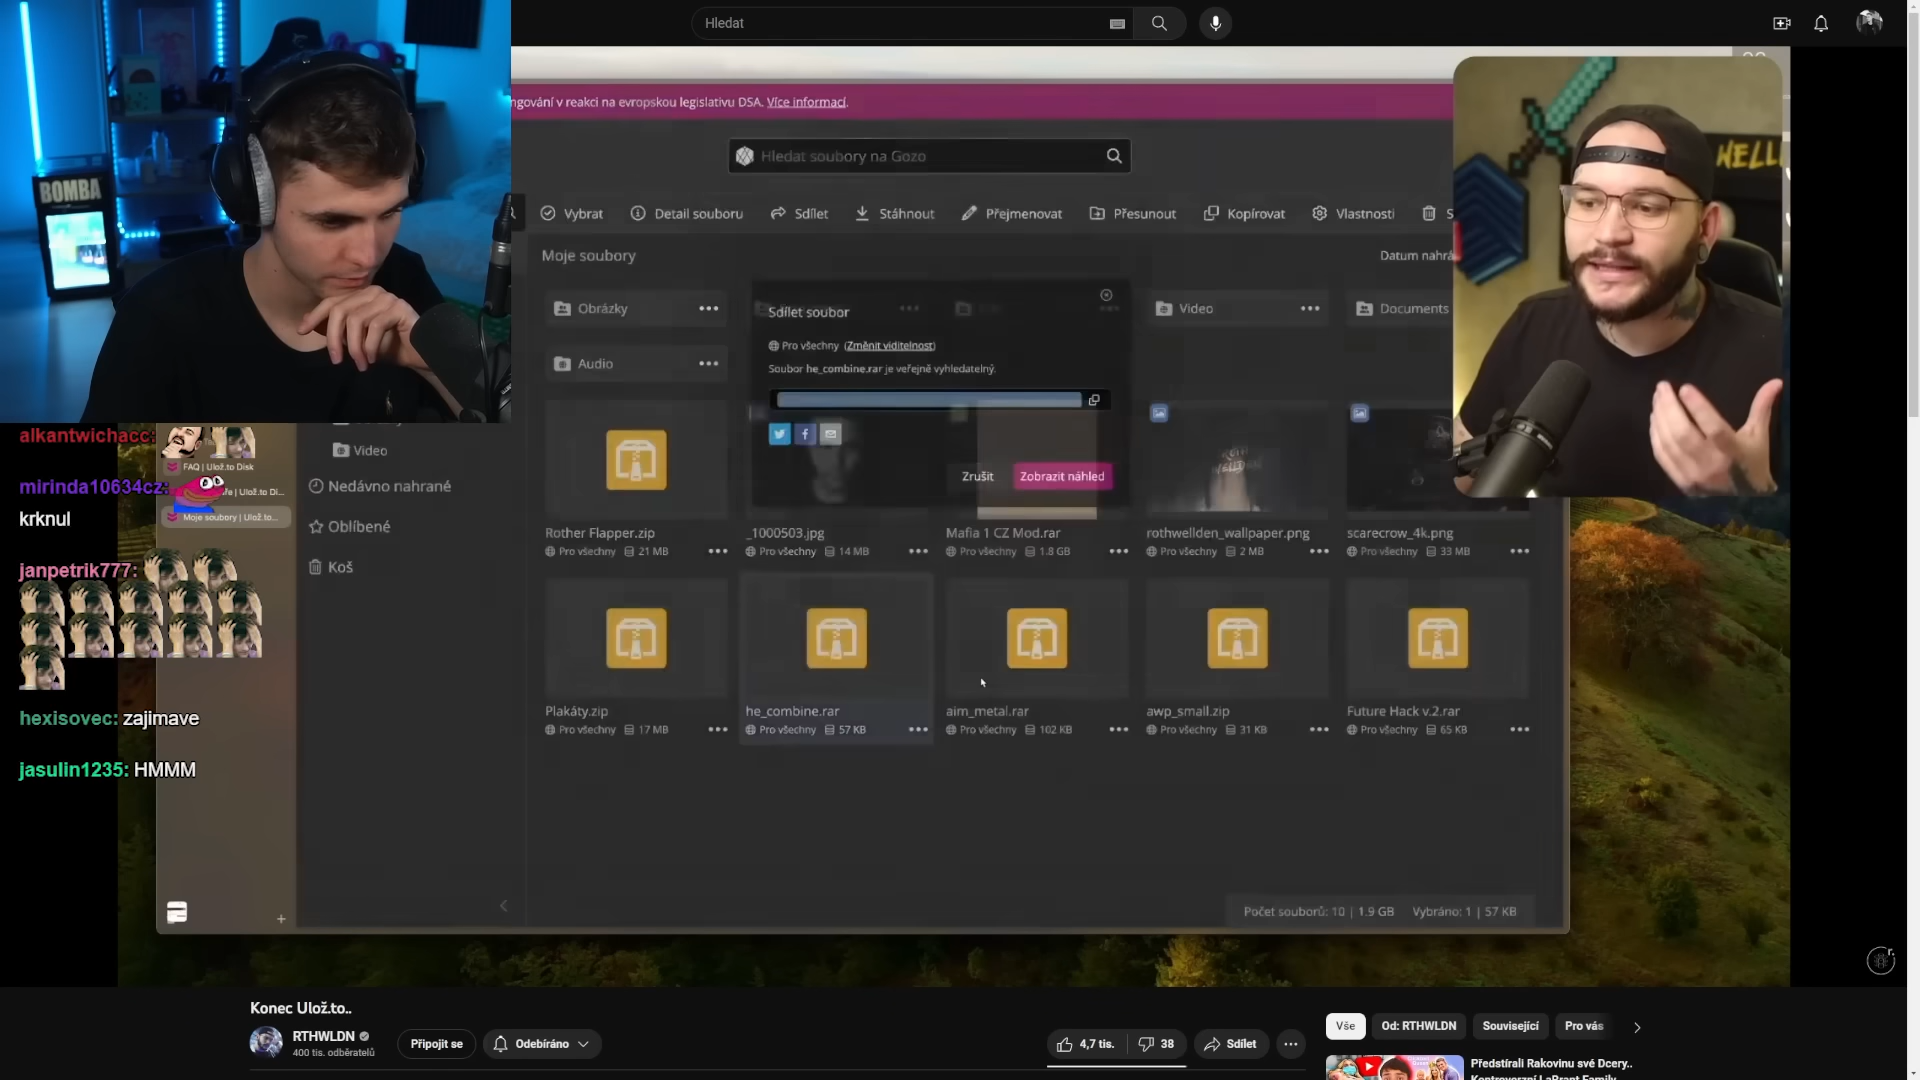 Hledat
BOMBA
ngování v reakci na evropskou legislativu DSA. Více informací.
Hledat soubory na Gozo
Vybrat
Detail souboru
Sdílet
Stáhnout
Přejmenovat
Přesunout
Kopírovat
Vlastnosti
S
Moje soubory
Datum nahrá
Obrázky
Video
Documents
Audio
Sdílet soubor
Pro všechny (Změnit viditelnost)
Soubor he_combine.rar je veřejně vyhledatelný.
Zrušit
Zobrazit náhled
alkantwichacc:
FAQ | Ulož.to Disk
mirinda10634cz:
krknul
Moje soubory | Ulož.to...
janpetrik777:
hexisovec: zajimave
jasulin1235: HMMM
Video
Nedávno nahrané
Oblíbené
Koš
Rother Flapper.zip
Pro všechny 21 MB
_1000503.jpg
Pro všechny 14 MB
Mafia 1 CZ Mod.rar
Pro všechny 1.8 GB
rothwellden_wallpaper.png
Pro všechny 2 MB
scarecrow_4k.png
Pro všechny 33 MB
Plakáty.zip
Pro všechny 17 MB
he_combine.rar
Pro všechny 57 KB
aim_metal.rar
Pro všechny 102 KB
awp_small.zip
Pro všechny 31 KB
Future Hack v.2.rar
Pro všechny 65 KB
Počet souborů: 10 | 1.9 GB
Vybráno: 1 | 57 KB
Konec Ulož.to..
RTHWLDN
400 tis. odběratelů
Připojit se
Odebíráno
4,7 tis.
38
Sdílet
Vše
Od: RTHWLDN
Související
Pro vás
Předstírali Rakovinu své Dcery..
Kontroverzní LaBrant Family